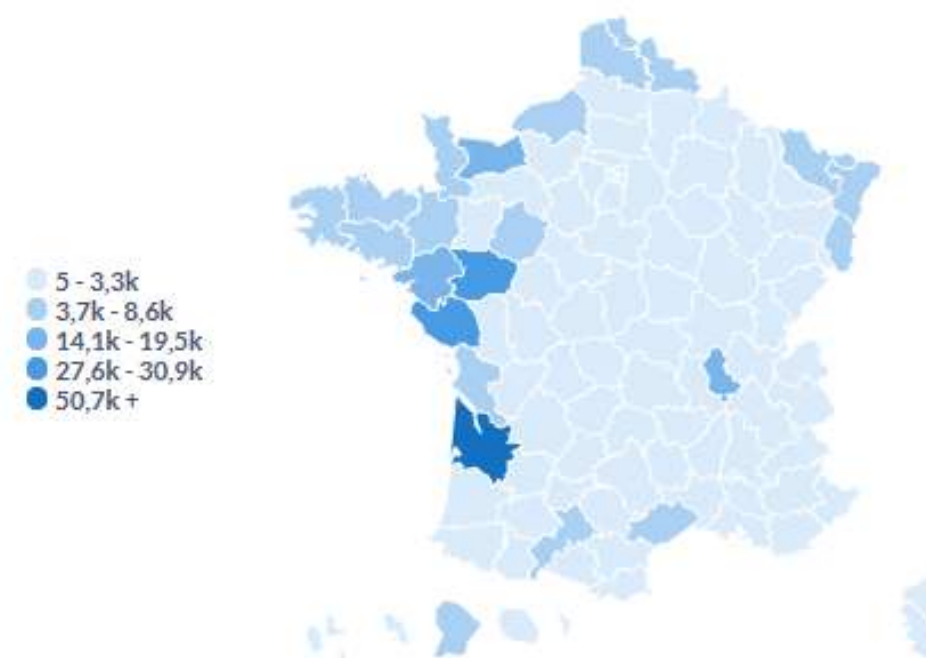 5 - 3,3k
3,7k - 8,6k
14,1k - 19,5k
27,6k - 30,9k
50,7k +